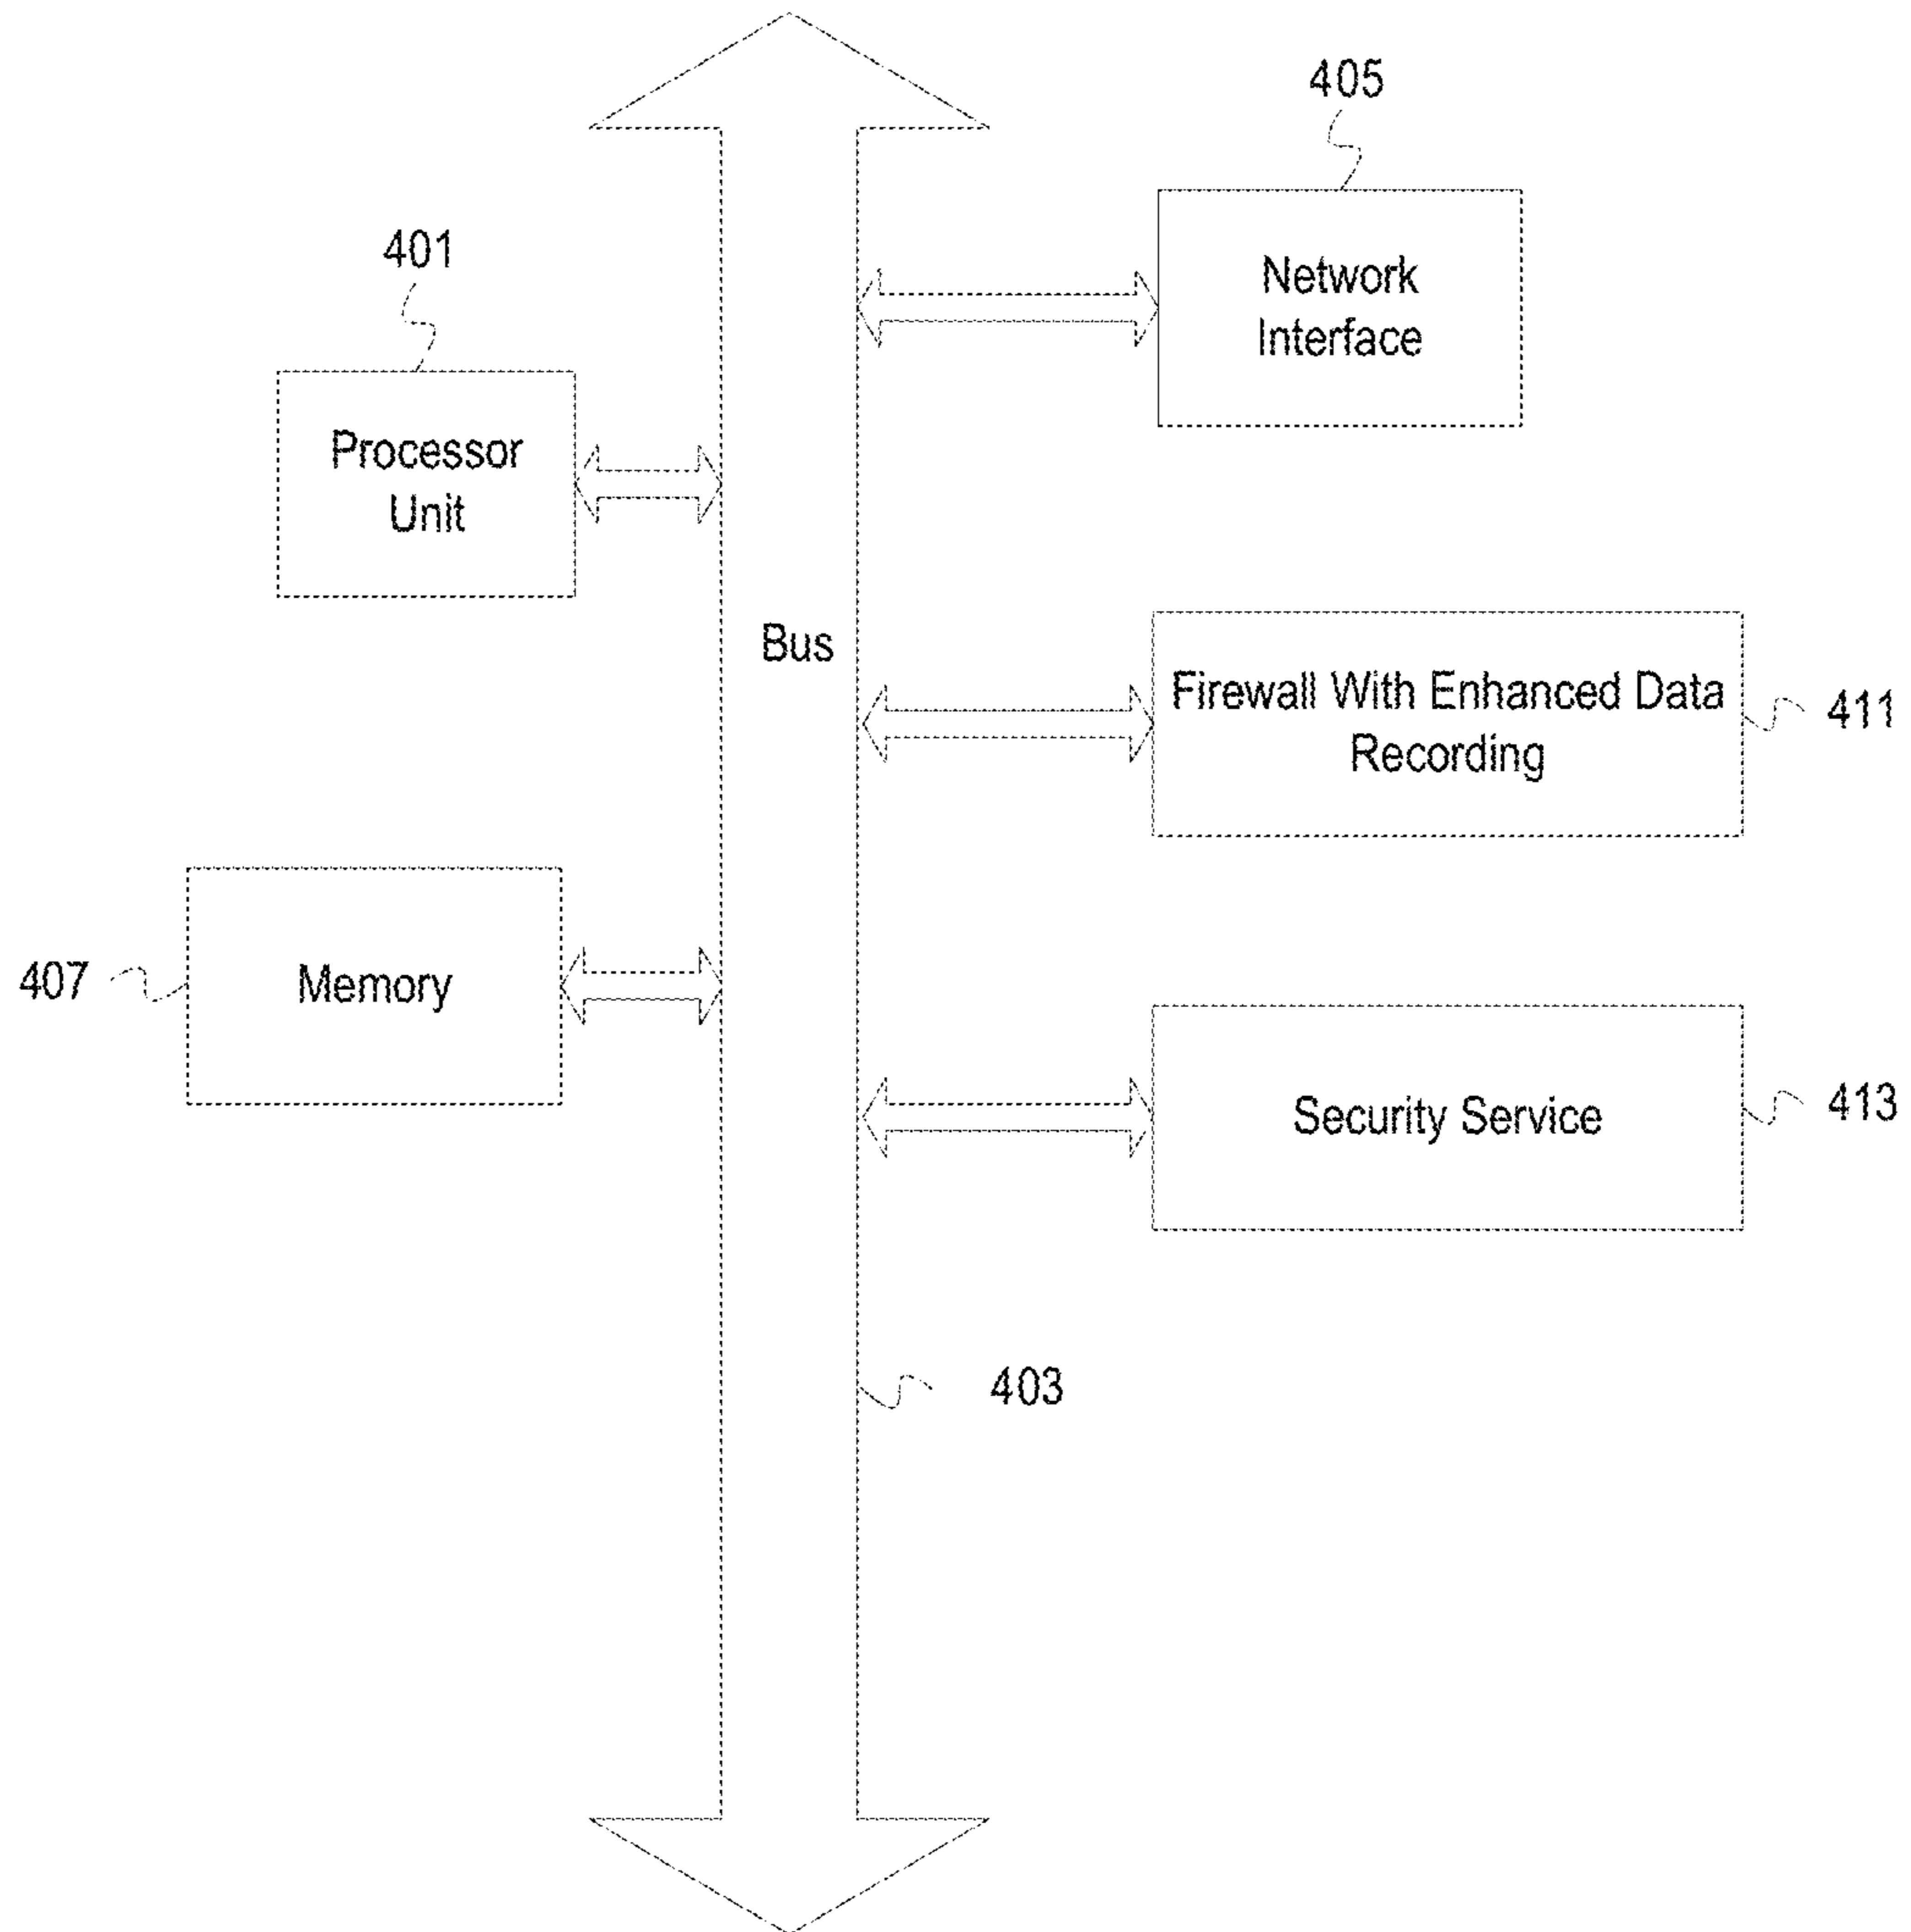 405
401
Network
Interface
Processor
Unit
Bus
Firewall With Enhanced Data
Recording
411
407
Memory
Security Service
413
403